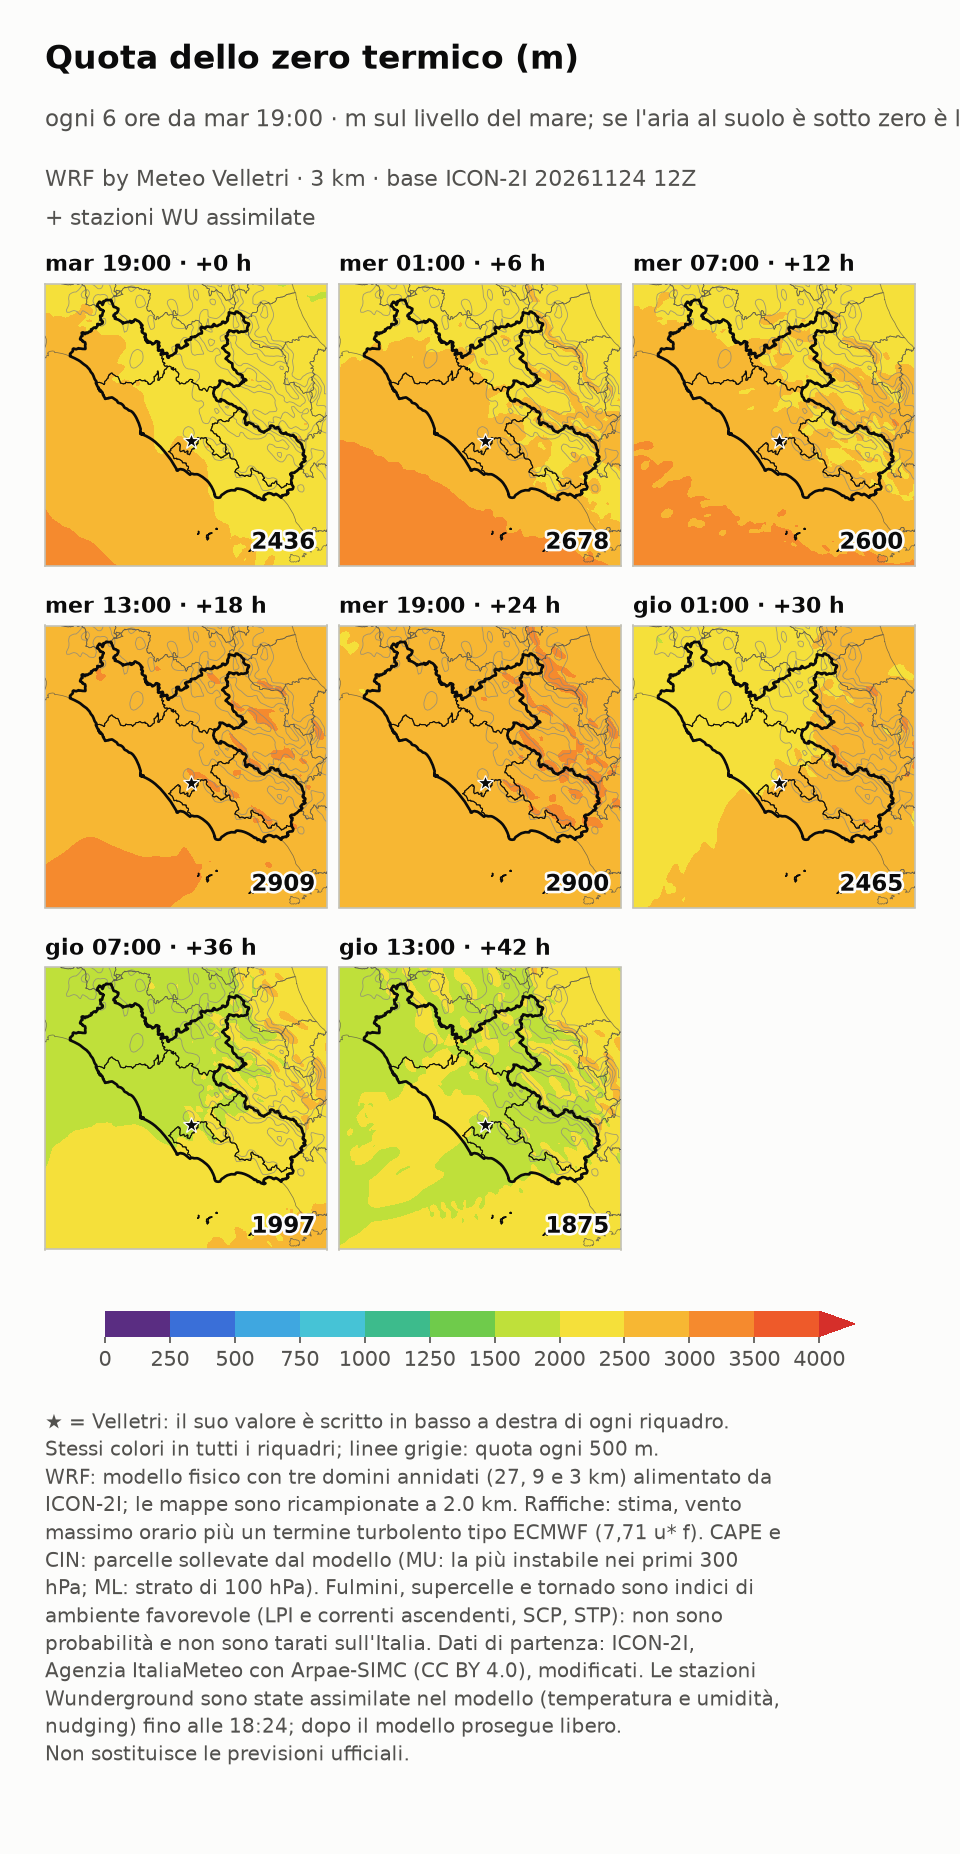 Quota dello zero termico (m)
ogni 6 ore da mar 19:00 · m sul livello del mare; se l'aria al suolo è sotto zero è l
WRF by Meteo Velletri · 3 km · base ICON-2I 20261124 12Z
+ stazioni WU assimilate
mar 19:00 · +0 h
mer 01:00 · +6 h
mer 07:00 · +12 h
2436
2678
2600
mer 13:00 · +18 h
mer 19:00 · +24 h
gio 01:00 · +30 h
2909
2900
2465
gio 07:00 · +36 h
gio 13:00 · +42 h
1997
1875
0 250 500 750 1000 1250 1500 2000 2500 3000 3500 4000
★ = Velletri: il suo valore è scritto in basso a destra di ogni riquadro.
Stessi colori in tutti i riquadri; linee grigie: quota ogni 500 m.
WRF: modello fisico con tre domini annidati (27, 9 e 3 km) alimentato da
ICON-2I; le mappe sono ricampionate a 2.0 km. Raffiche: stima, vento
massimo orario più un termine turbolento tipo ECMWF (7,71 u* f). CAPE e
CIN: parcelle sollevate dal modello (MU: la più instabile nei primi 300
hPa; ML: strato di 100 hPa). Fulmini, supercelle e tornado sono indici di
ambiente favorevole (LPI e correnti ascendenti, SCP, STP): non sono
probabilità e non sono tarati sull'Italia. Dati di partenza: ICON-2I,
Agenzia ItaliaMeteo con Arpae-SIMC (CC BY 4.0), modificati. Le stazioni
Wunderground sono state assimilate nel modello (temperatura e umidità,
nudging) fino alle 18:24; dopo il modello prosegue libero.
Non sostituisce le previsioni ufficiali.